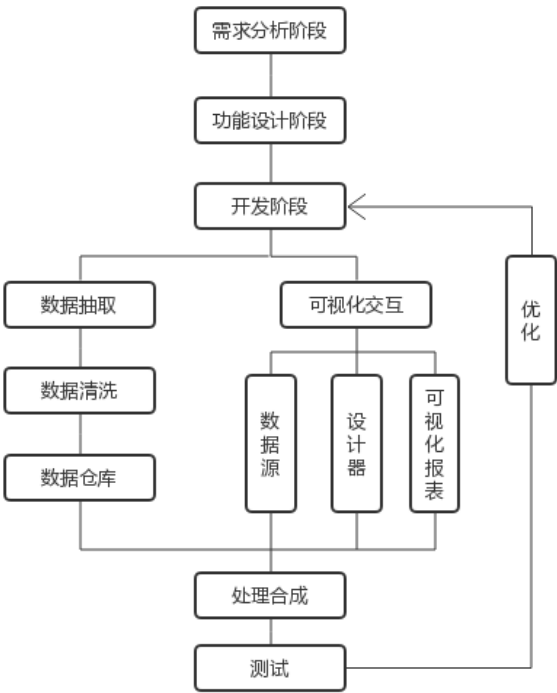 需求分析阶段
功能设计阶段
开发阶段
数据抽取
可视化交互
优化
数据清洗
数据源
设计器
可视化报表
数据仓库
处理合成
测试